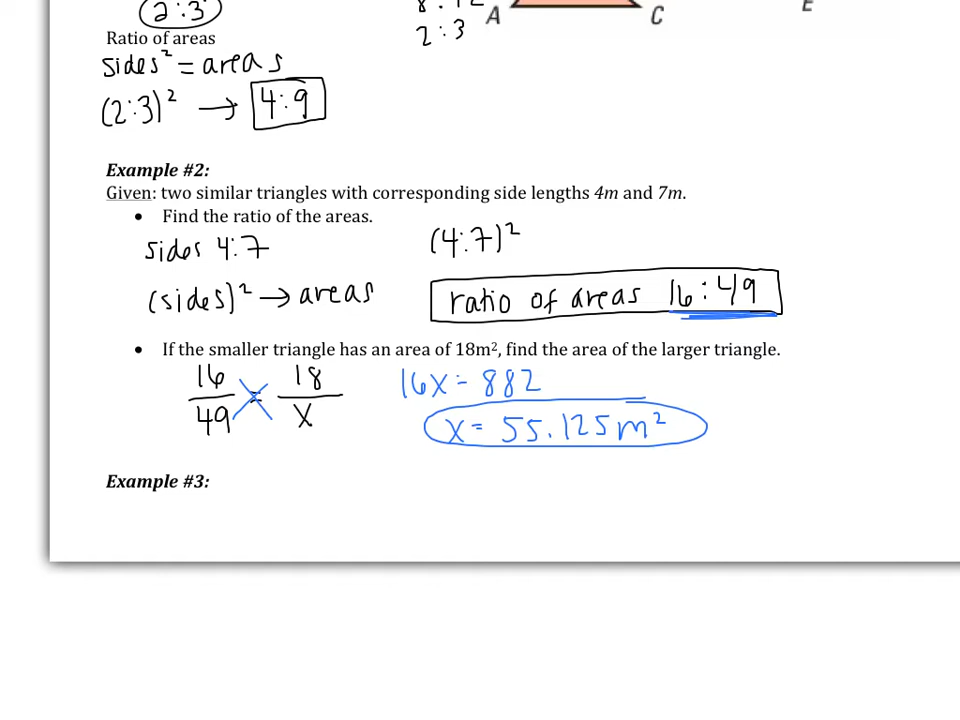 2:3
8:12
A
C
E
2:3
Ratio of areas
sides² = areas
(2:3)² → 4:9
Example #2:
Given: two similar triangles with corresponding side lengths 4m and 7m.
• Find the ratio of the areas.
sides 4:7
(4:7)²
(sides)² → areas
ratio of areas 16:49
• If the smaller triangle has an area of 18m², find the area of the larger triangle.
16/49 = 18/x
16x = 882
x = 55.125m²
Example #3: